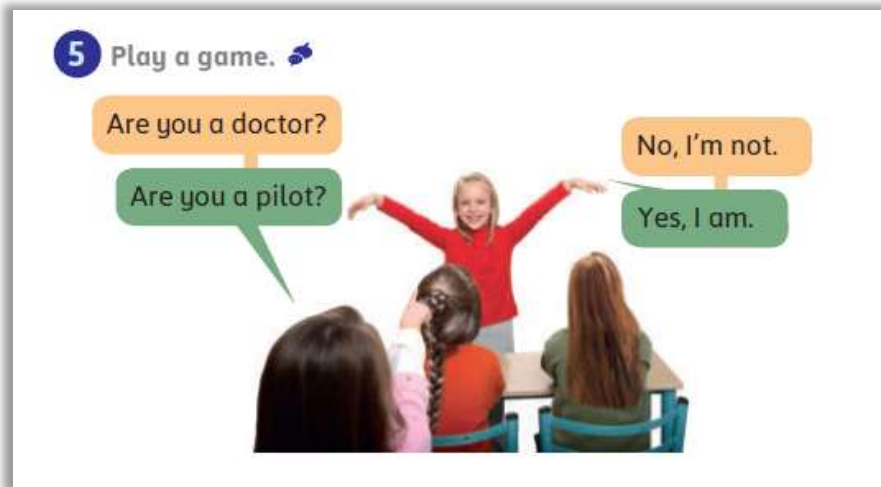 5 Play a game.
Are you a doctor?
Are you a pilot?
No, I'm not.
Yes, I am.